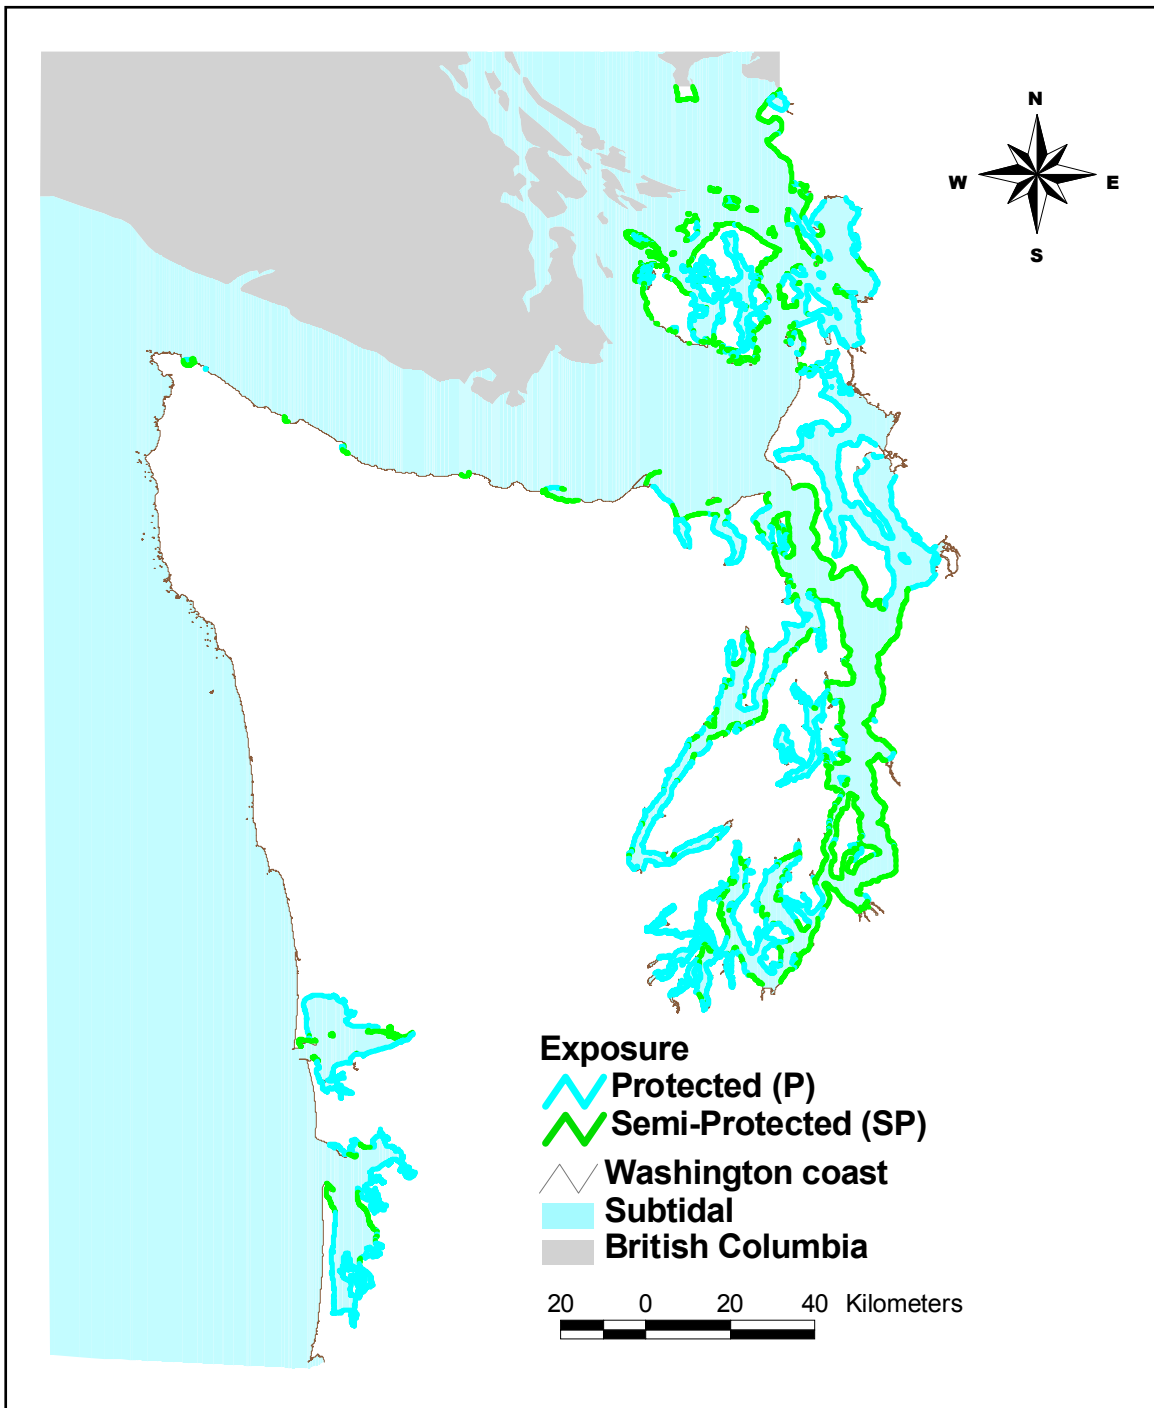 N
W E
S
Exposure
Protected (P)
Semi-Protected (SP)
Washington coast
Subtidal
British Columbia
20 0 20 40 Kilometers